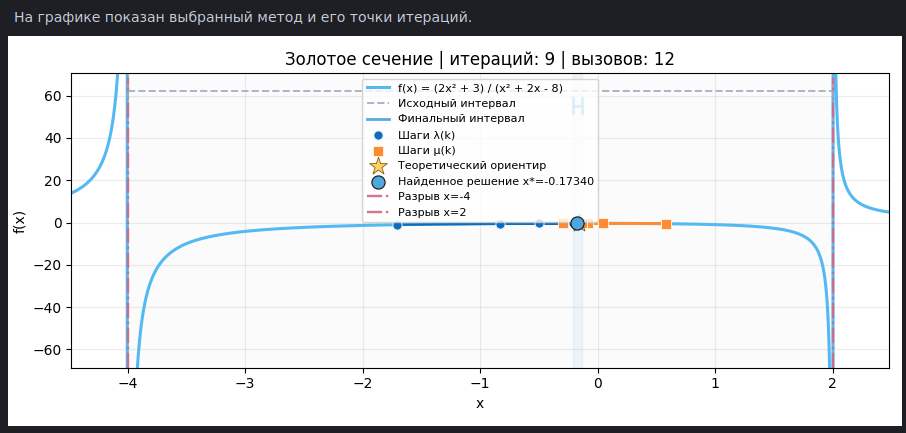 На графике показан выбранный метод и его точки итераций.
Золотое сечение | итераций: 9 | вызовов: 12
f(x) = (2x² + 3) / (x² + 2x - 8)
Исходный интервал
Финальный интервал
Шаги λ(k)
Шаги μ(k)
Теоретический ориентир
Найденное решение x*=-0.17340
Разрыв x=-4
Разрыв x=2
H
f(x)
60
40
20
0
−20
−40
−60
−4
−3
−2
−1
0
1
2
x